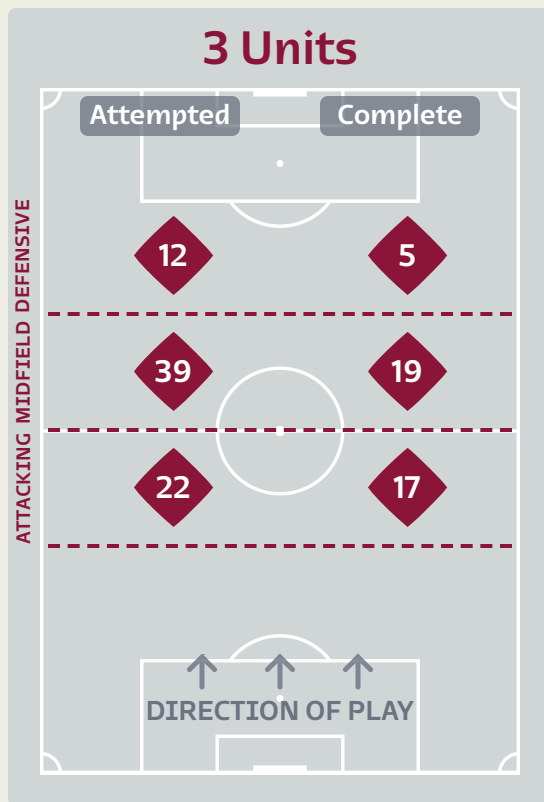 3 Units
Attempted Complete
ATTACKING MIDFIELD DEFENSIVE
12 5
39 19
22 17
DIRECTION OF PLAY